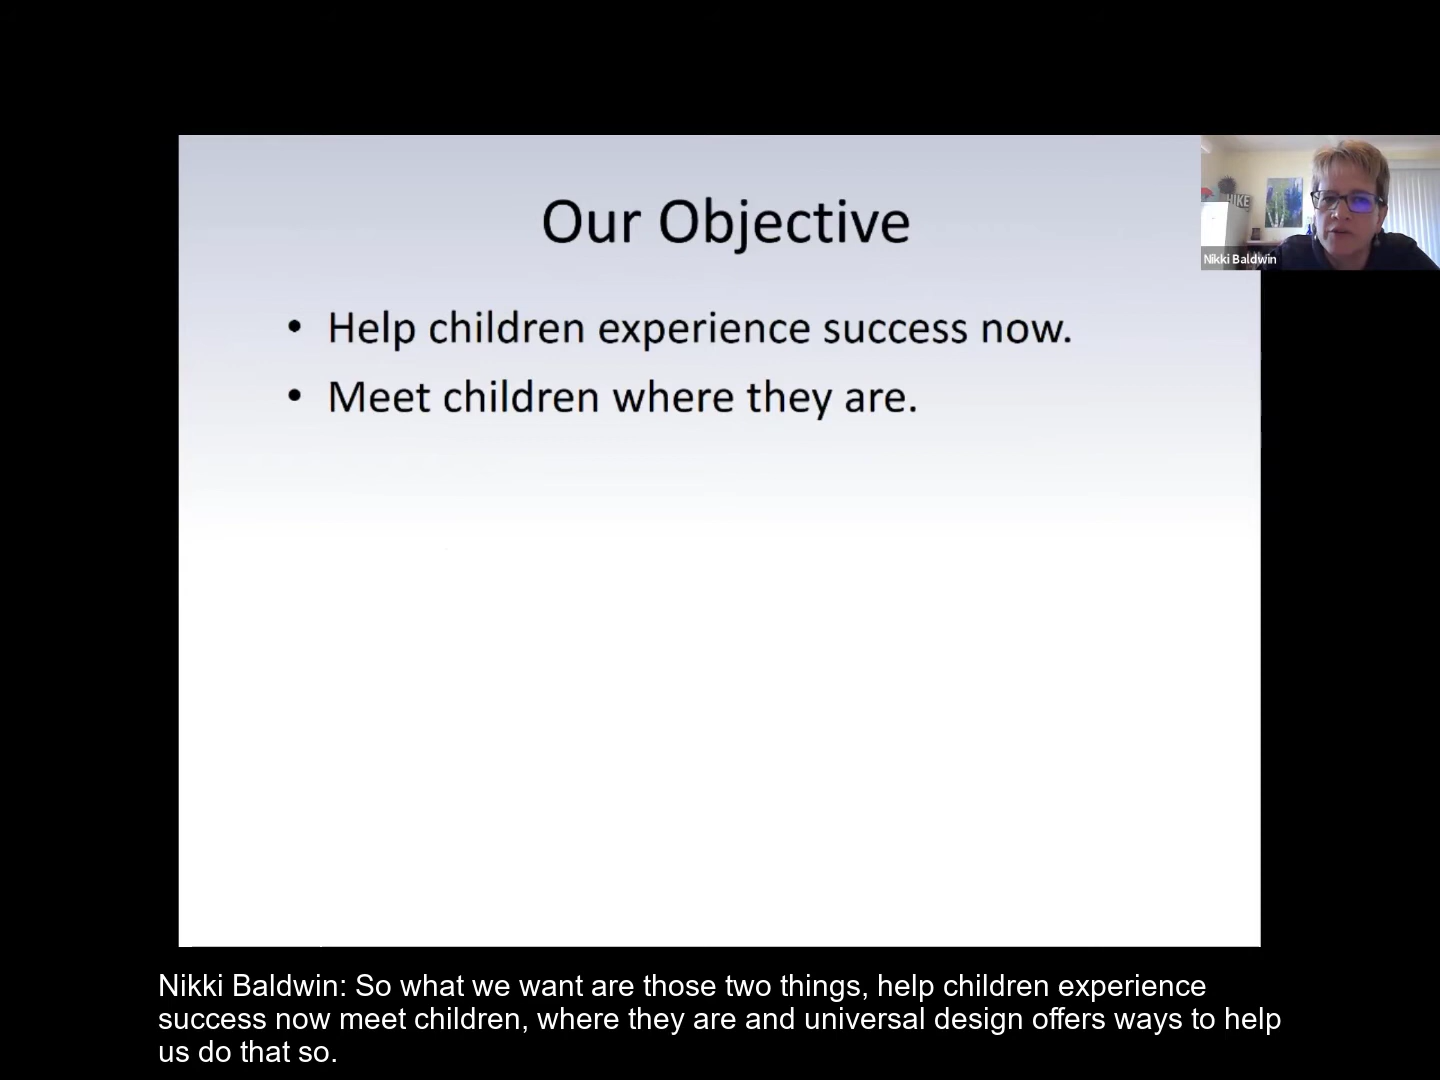 Our Objective
• Help children experience success now.
• Meet children where they are.
HIKE
Nikki Baldwin
Nikki Baldwin: So what we want are those two things, help children experience
success now meet children, where they are and universal design offers ways to help
us do that so.